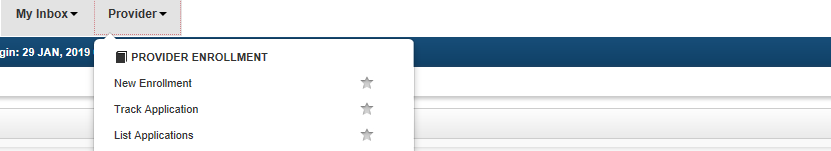 My Inbox Provider
gin: 29 JAN, 2019
PROVIDER ENROLLMENT
New Enrollment
Track Application
List Applications